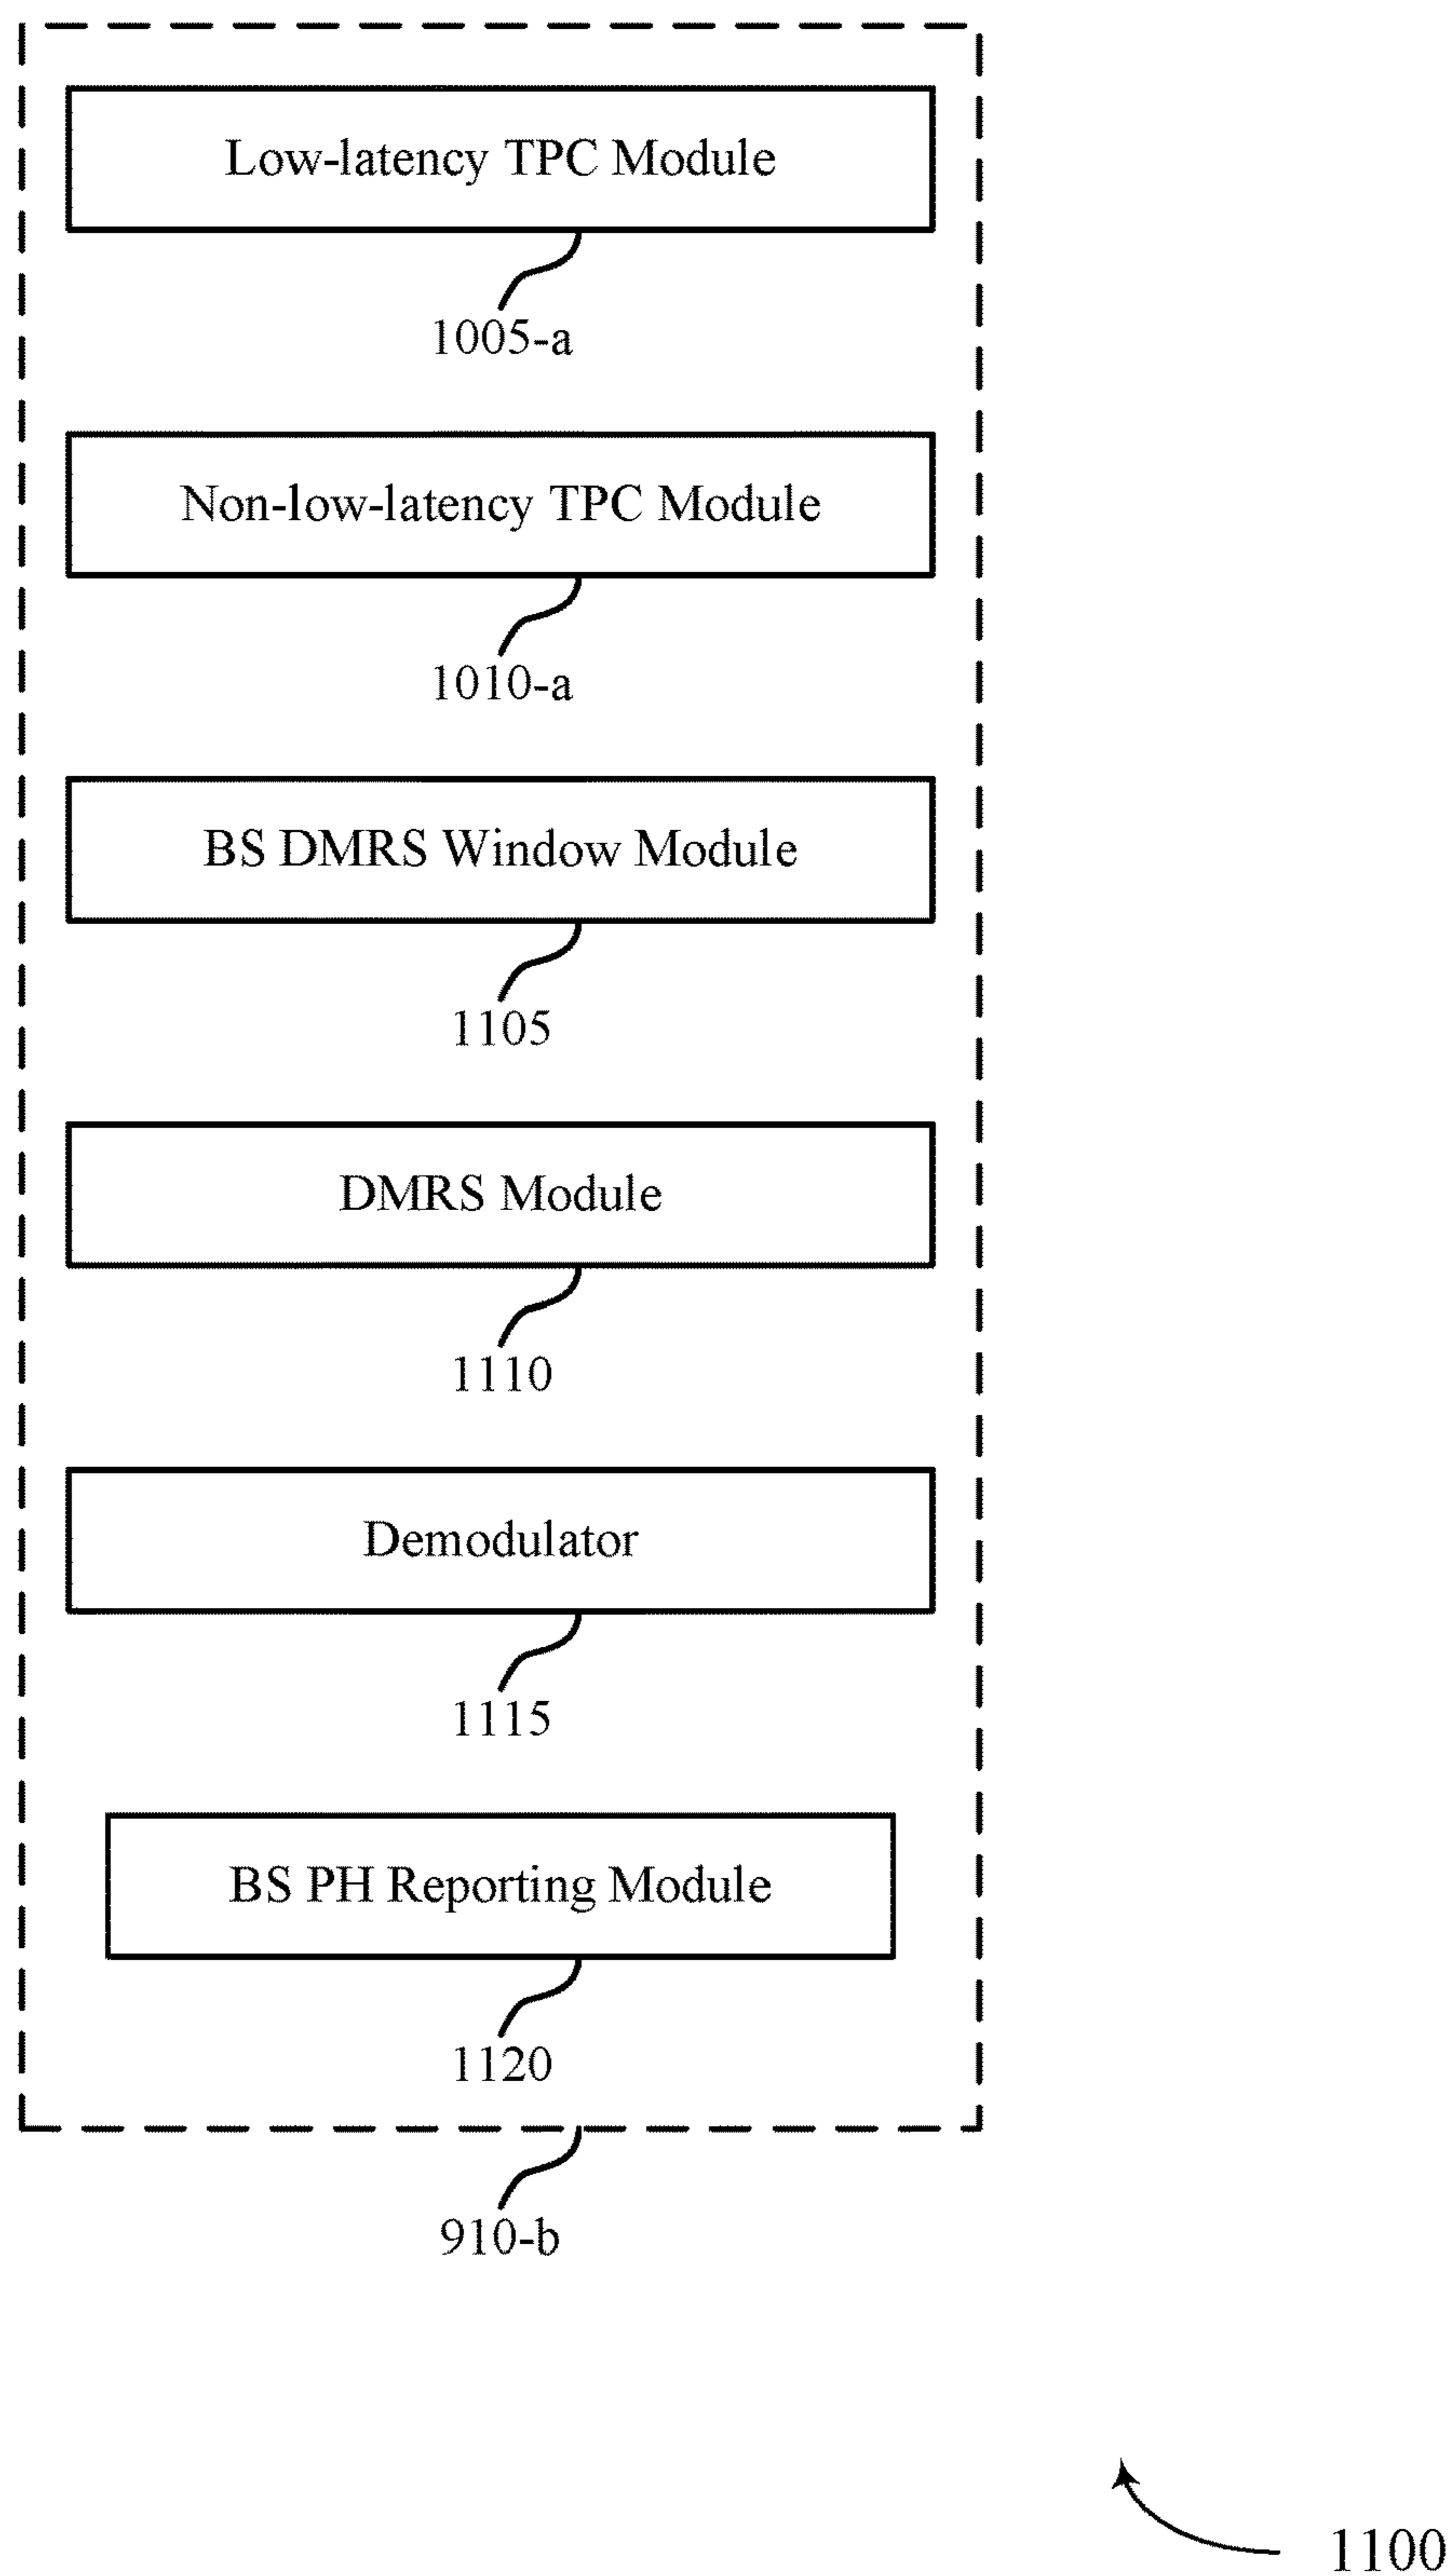 Low-latency TPC Module
1005-a
Non-low-latency TPC Module
1010-a
BS DMRS Window Module
1105
DMRS Module
1110
Demodulator
1115
BS PH Reporting Module
1120
910-b
1100